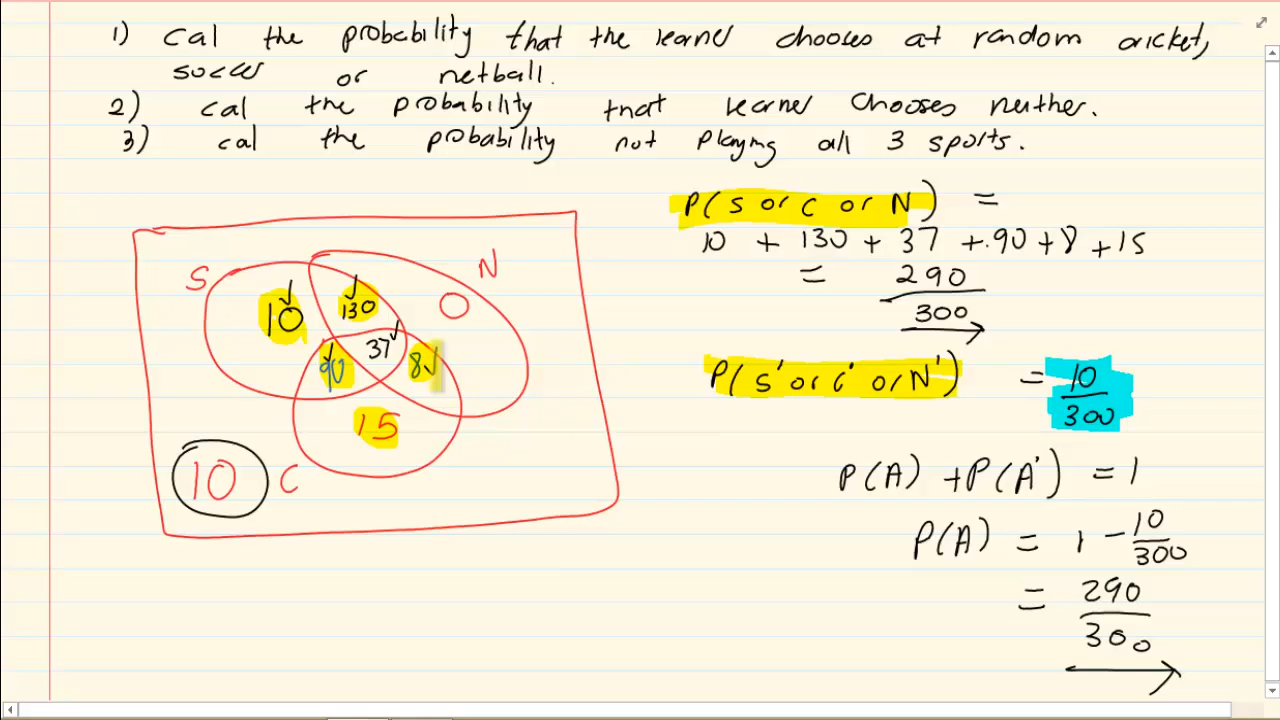 1) cal the probability that the learner chooses at random cricket,
soccer or netball.
2) cal the probability that learner chooses neither.
3) cal the probability not playing all 3 sports.
P(S or C or N) =
10 + 130 + 37 + 90 + 8 + 15
= 290
300
P(S' or C' or N') = 10
300
P(A) + P(A') = 1
P(A) = 1 - 10
300
= 290
300
S
N
10
130
0
37
90
8
15
10
C